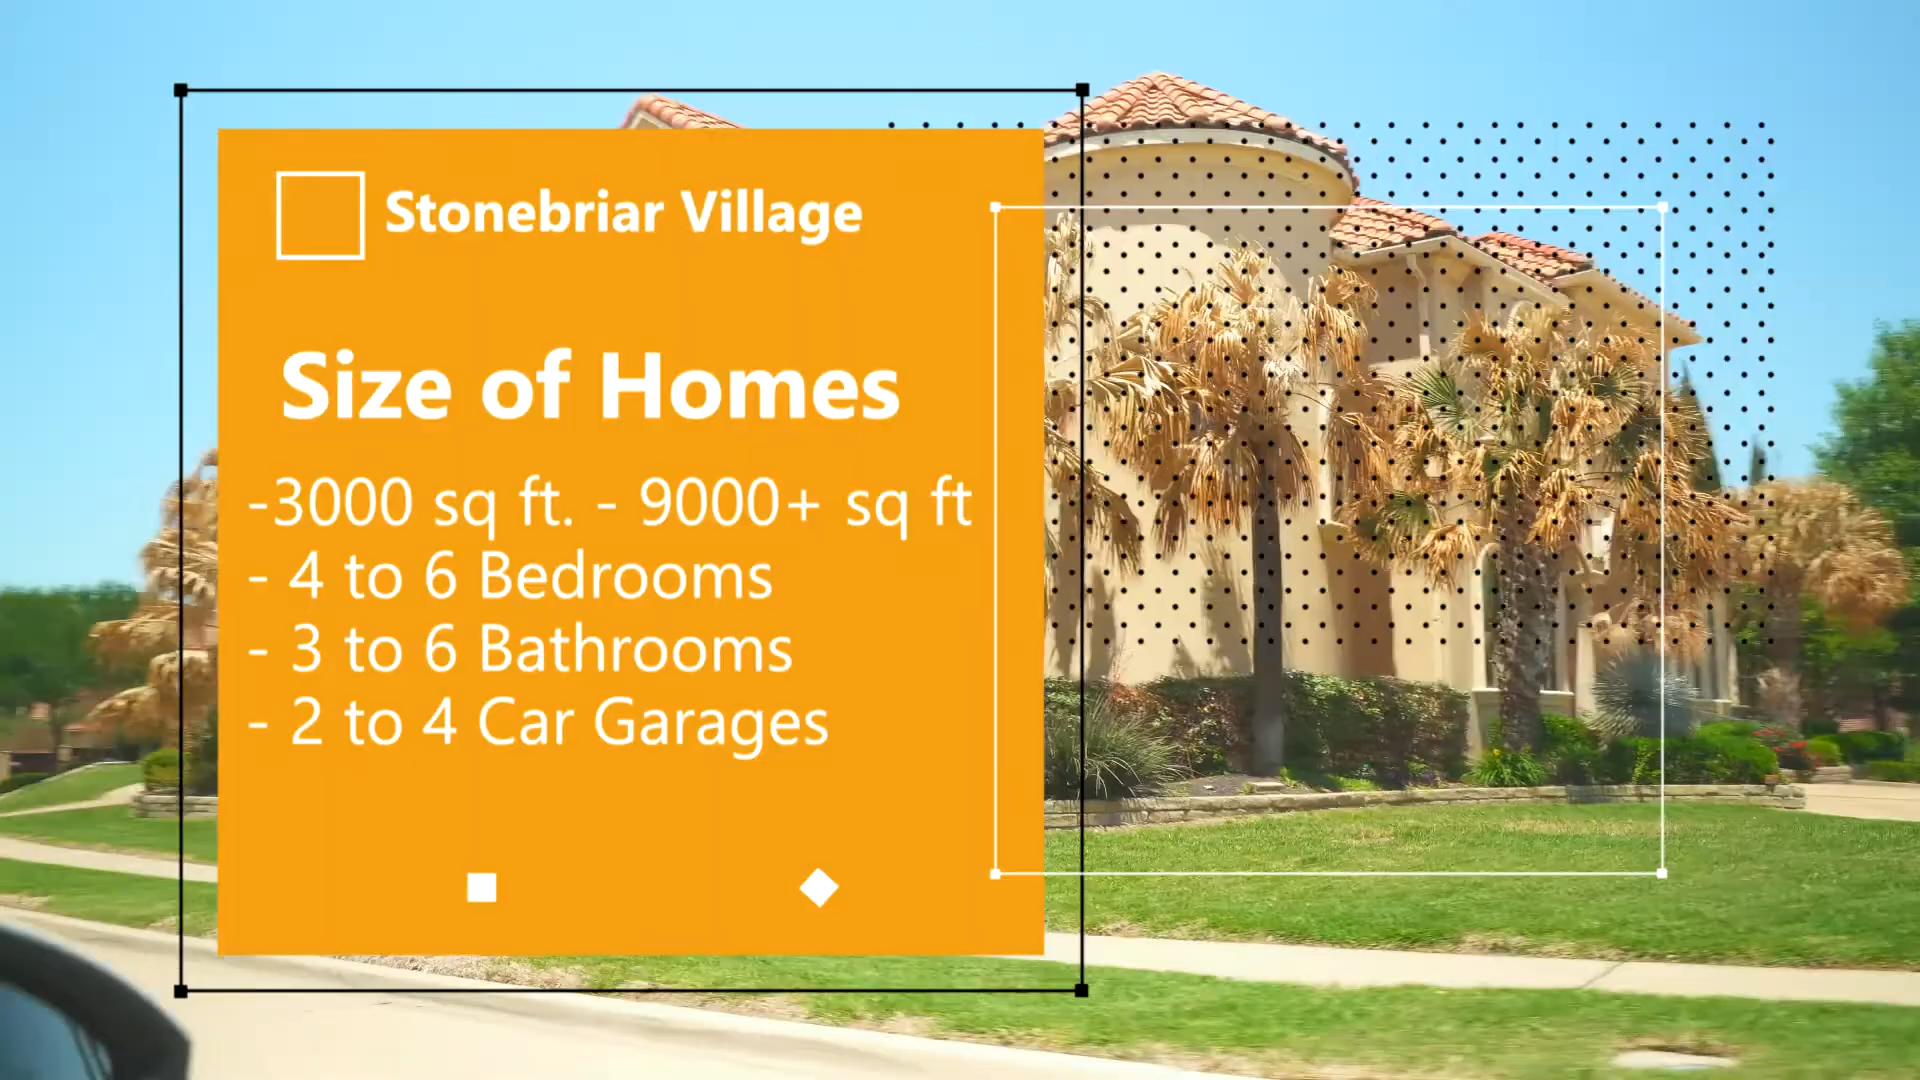 Stonebriar Village
Size of Homes
-3000 sq ft. - 9000+ sq ft
- 4 to 6 Bedrooms
- 3 to 6 Bathrooms
- 2 to 4 Car Garages